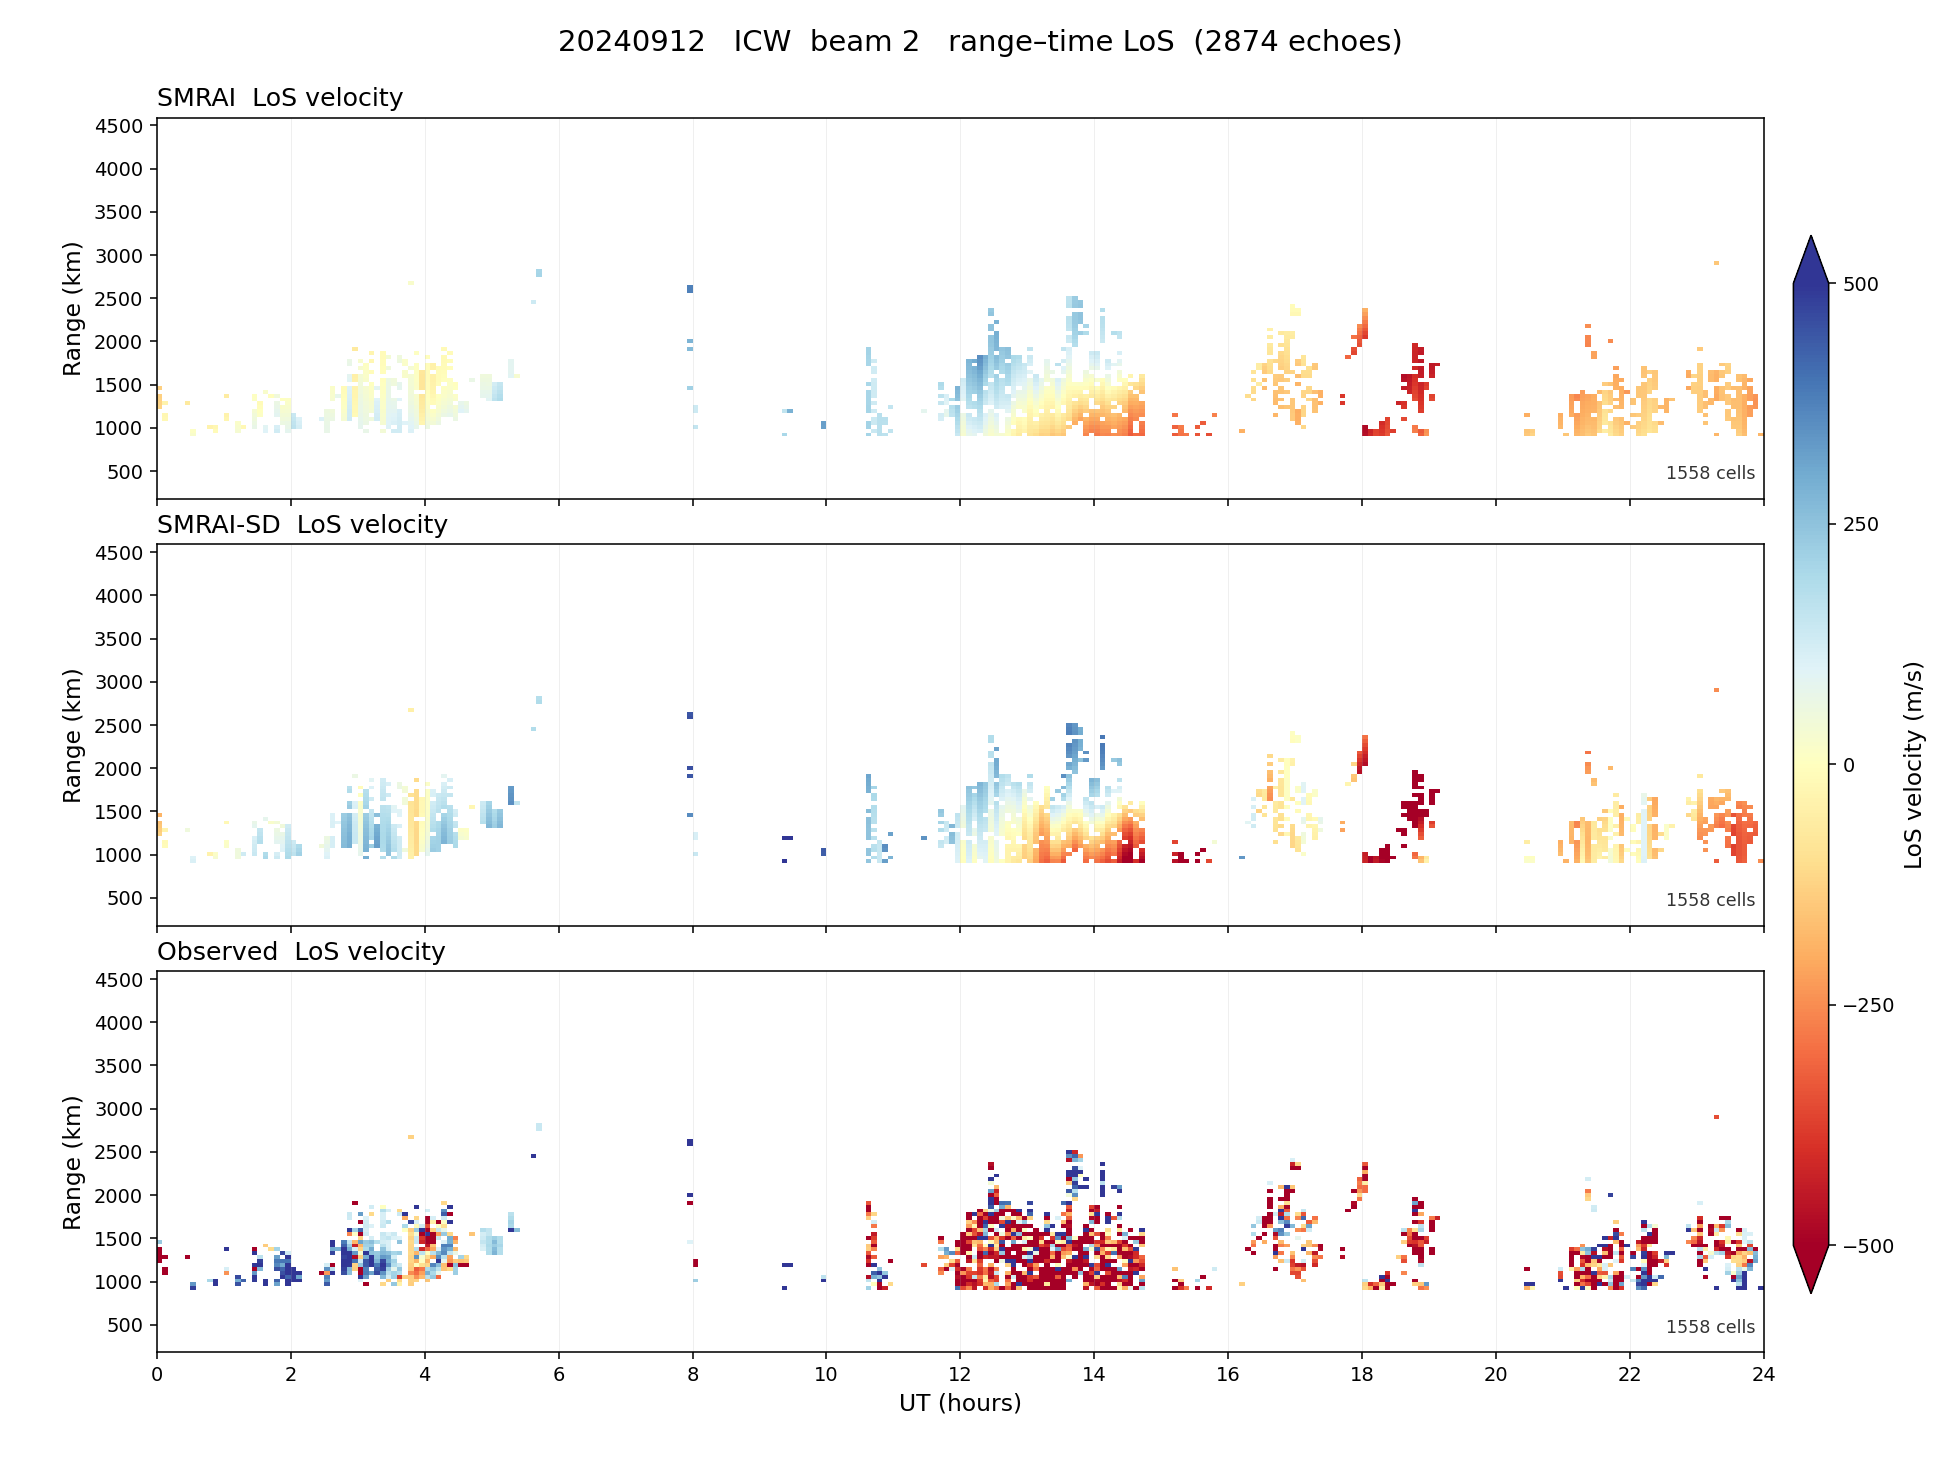 20240912   ICW  beam 2   range–time LoS  (2874 echoes)
SMRAI  LoS velocity
4500
4000
3500
3000
2500
2000
1500
1000
500
Range (km)
1558 cells
SMRAI-SD  LoS velocity
4500
4000
3500
3000
2500
2000
1500
1000
500
Range (km)
1558 cells
Observed  LoS velocity
4500
4000
3500
3000
2500
2000
1500
1000
500
Range (km)
1558 cells
0 2 4 6 8 10 12 14 16 18 20 22 24
UT (hours)
500
250
0
−250
−500
LoS velocity (m/s)